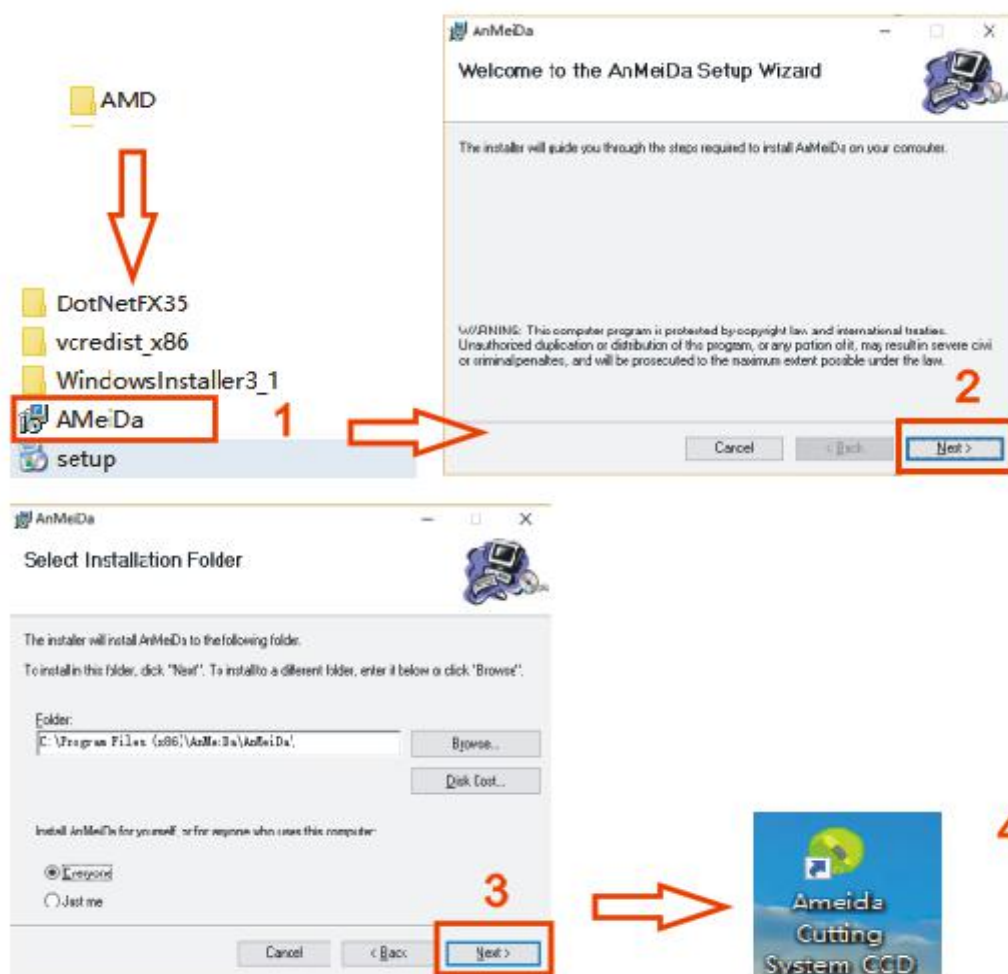 AMD
DotNetFX35
vcredist_x86
WindowsInstaller3_1
AMeiDa
setup
1
AnMeiDa
Welcome to the AnMeiDa Setup Wizard
The installer will guide you through the steps required to install AnMeiDa on your computer.
WARNING: This computer program is protected by copyright law and international treaties.
Unauthorized duplication or distribution of this program, or any portion of it, may result in severe civi
or criminal penalties, and will be prosecuted to the maximum extent possible under the law.
2
Cancel
< Back
Next >
AnMeiDa
Select Installation Folder
The installer will install AnMeiDa to the following folder.
To install in this folder, click "Next". To install to a different folder, enter it below or click "Browse".
Folder:
C:\Program Files (x86)\AnMeiDa\AnMeiDa\
Browse...
Disk Cost...
Install AnMeiDa for yourself, or for anyone who uses this computer:
Everyone
Just me
3
Cancel
< Back
Next >
4
Ameida
Cutting
System CCD